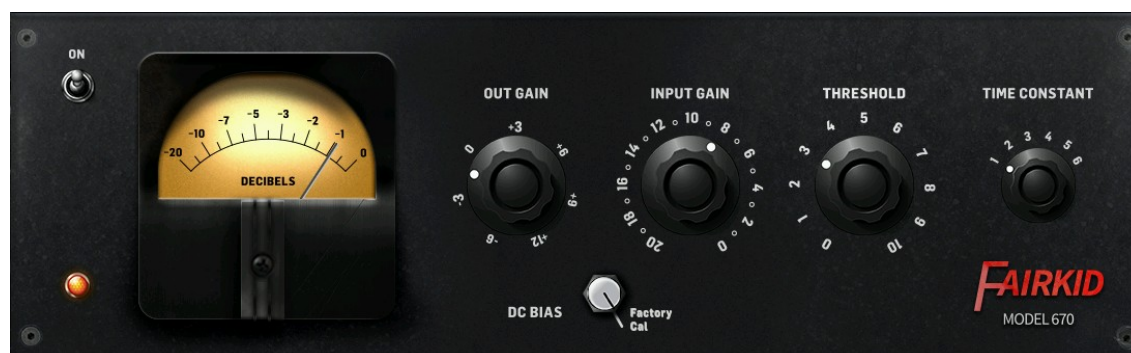 ON
-20 -10 -7 -5 -3 -2 -1 0
DECIBELS
OUT GAIN
-6 -3 0 +3 +6 +9 +12
INPUT GAIN
20 18 16 14 12 10 8 6 4 2 0
THRESHOLD
0 1 2 3 4 5 6 7 8 9 10
TIME CONSTANT
1 2 3 4 5 6
DC BIAS
Factory
Cal
FAIRKID
MODEL 670